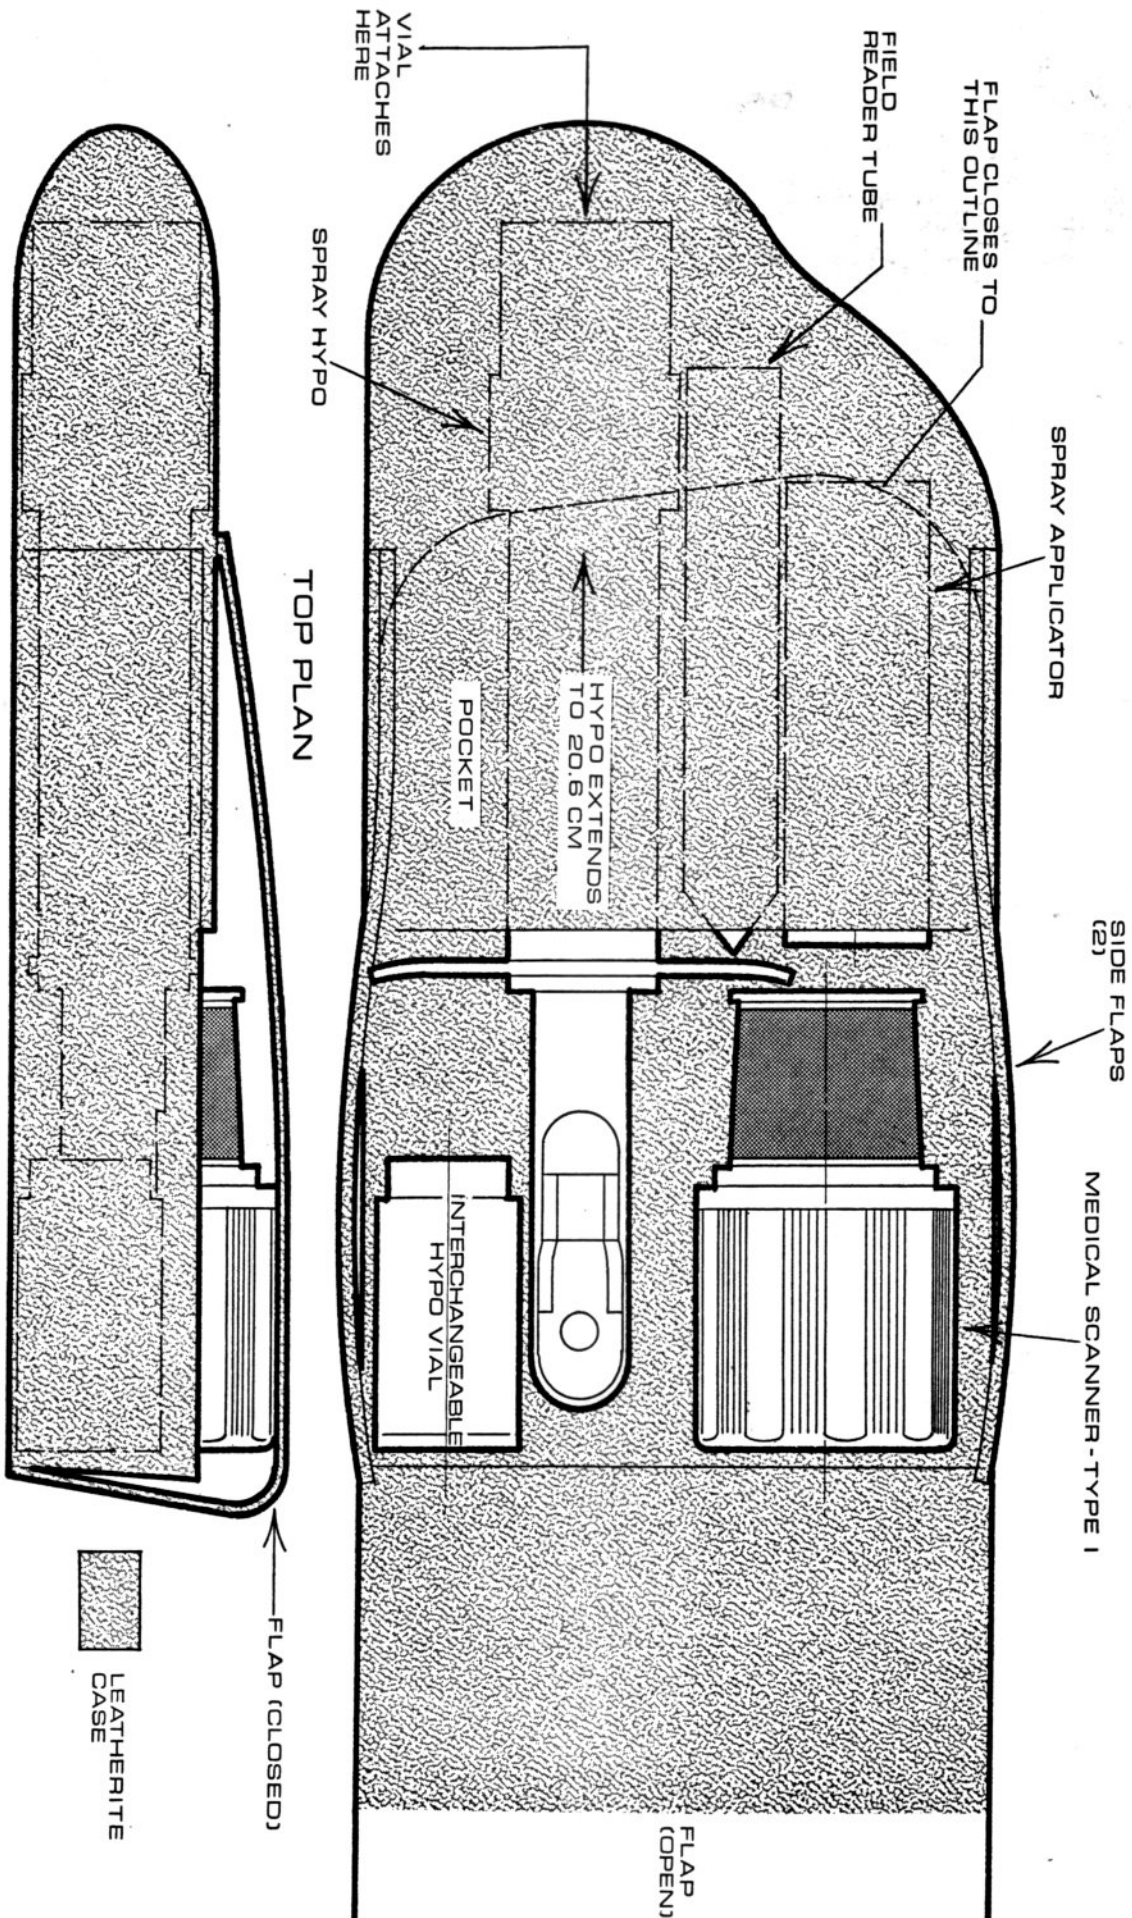 FLAP
(OPEN)
MEDICAL SCANNER-TYPE I
SIDE FLAPS
(2)
SPRAY APPLICATOR
FLAP CLOSES TO
THIS OUTLINE
FIELD
READER TUBE
VIAL
ATTACHES
HERE
HYPO EXTENDS
TO 20.6 CM
POCKET
INTERCHANGEABLE
HYPO VIAL
SPRAY HYPO
TOP PLAN
FLAP (CLOSED)
LEATHERITE
CASE